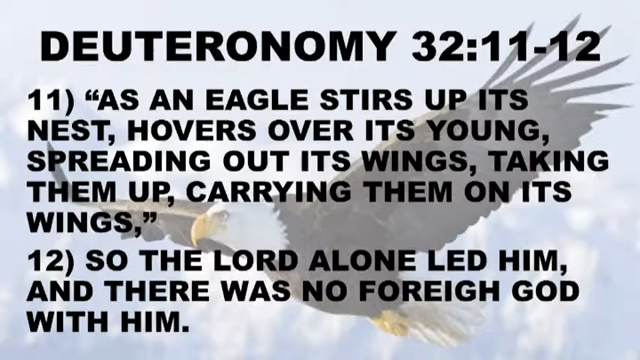 DEUTERONOMY 32:11-12
11) “AS AN EAGLE STIRS UP ITS
NEST, HOVERS OVER ITS YOUNG,
SPREADING OUT ITS WINGS, TAKING
THEM UP, CARRYING THEM ON ITS
WINGS,”
12) SO THE LORD ALONE LED HIM,
AND THERE WAS NO FOREIGH GOD
WITH HIM.